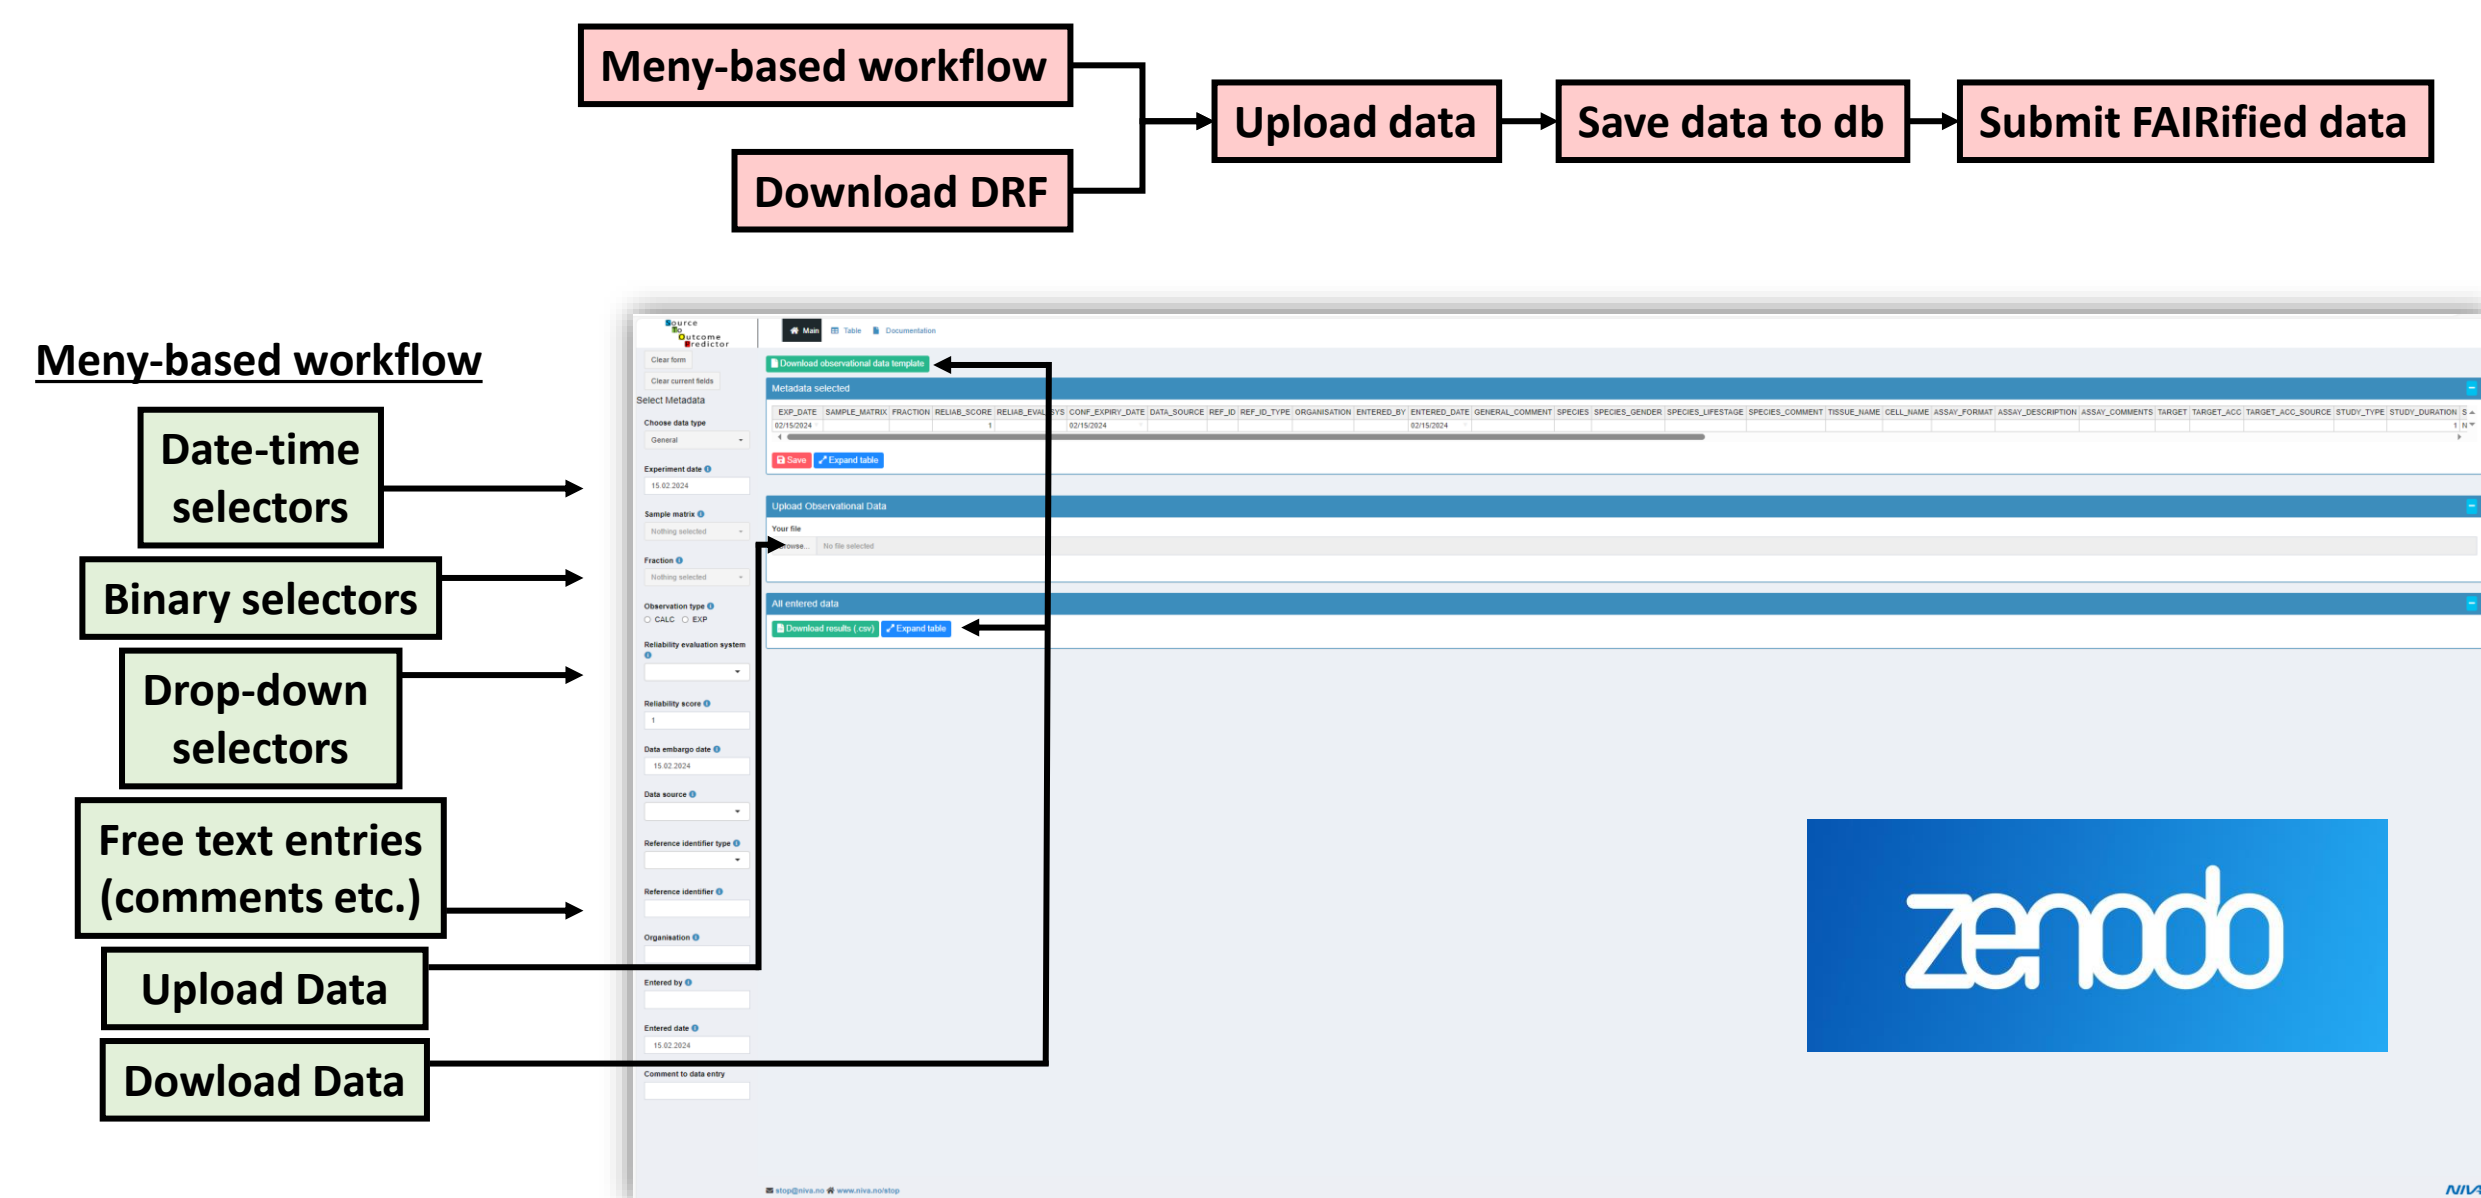 Meny-based workflow
Download DRF
Upload data
Save data to db
Submit FAIRified data
Meny-based workflow
Date-time
selectors
Binary selectors
Drop-down
selectors
Free text entries
(comments etc.)
Upload Data
Dowload Data
Source
To
Outcome
Predictor
Main Table Documentation
Clear form
Clear current fields
Select Metadata
Choose data type
General
Experiment date
15.02.2024
Sample matrix
Nothing selected
Fraction
Nothing selected
Observation type
CALC EXP
Reliability evaluation system
Reliability score
1
Data embargo date
15.02.2024
Data source
Reference identifier type
Reference identifier
Organisation
Entered by
Entered date
15.02.2024
Comment to data entry
Download observational data template
Metadata selected
EXP_DATE SAMPLE_MATRIX FRACTION RELIAB_SCORE CONF_EXPIRY_DATE DATA_SOURCE REF_ID REF_ID_TYPE ORGANISATION ENTERED_BY ENTERED_DATE GENERAL_COMMENT SPECIES SPECIES_GENDER SPECIES_LIFESTAGE SPECIES_COMMENT TISSUE_NAME CELL_NAME ASSAY_FORMAT ASSAY_DESCRIPTION ASSAY_COMMENTS TARGET TARGET_ACC TARGET_ACC_SOURCE STUDY_TYPE STUDY_DURATION S
02/15/2024 1 02/15/2024 02/15/2024 1 N
Save Expand table
Upload Observational Data
Your file
No file selected
All entered data
Download results (.csv) Expand table
zenodo
stop@niva.no www.niva.no/stop